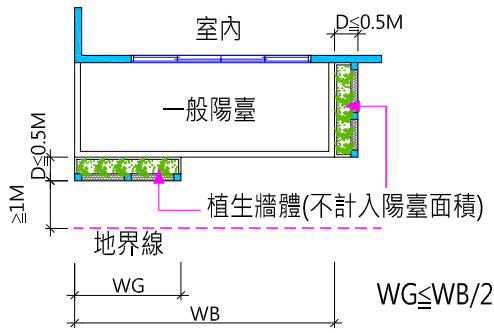 室內
D≦0.5M
一般陽臺
D≦0.5M
≧1M
植生牆體(不計入陽臺面積)
地界線
WG
WB
WG≦WB/2